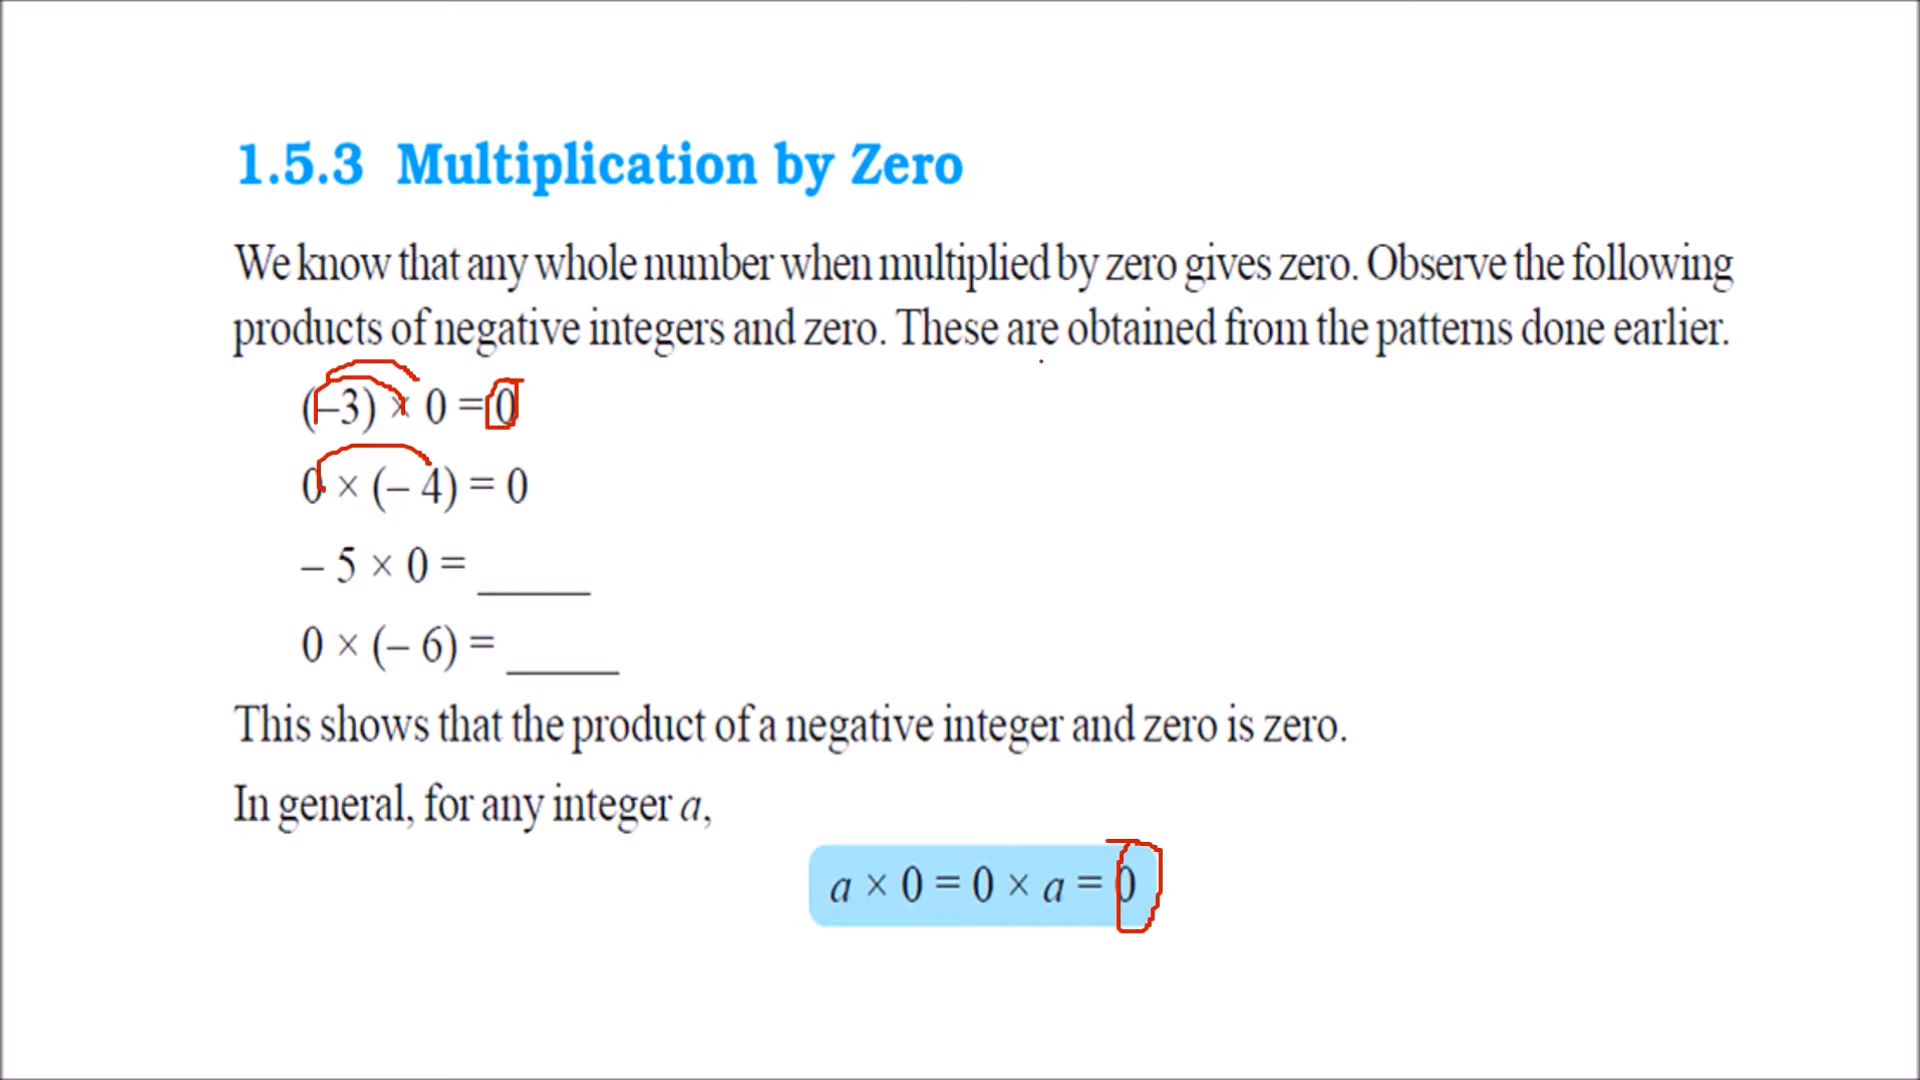 1.5.3 Multiplication by Zero
We know that any whole number when multiplied by zero gives zero. Observe the following
products of negative integers and zero. These are obtained from the patterns done earlier.
(–3) × 0 = 0
0 × (– 4) = 0
– 5 × 0 = _____
0 × (– 6) = _____
This shows that the product of a negative integer and zero is zero.
In general, for any integer a,
a × 0 = 0 × a = 0